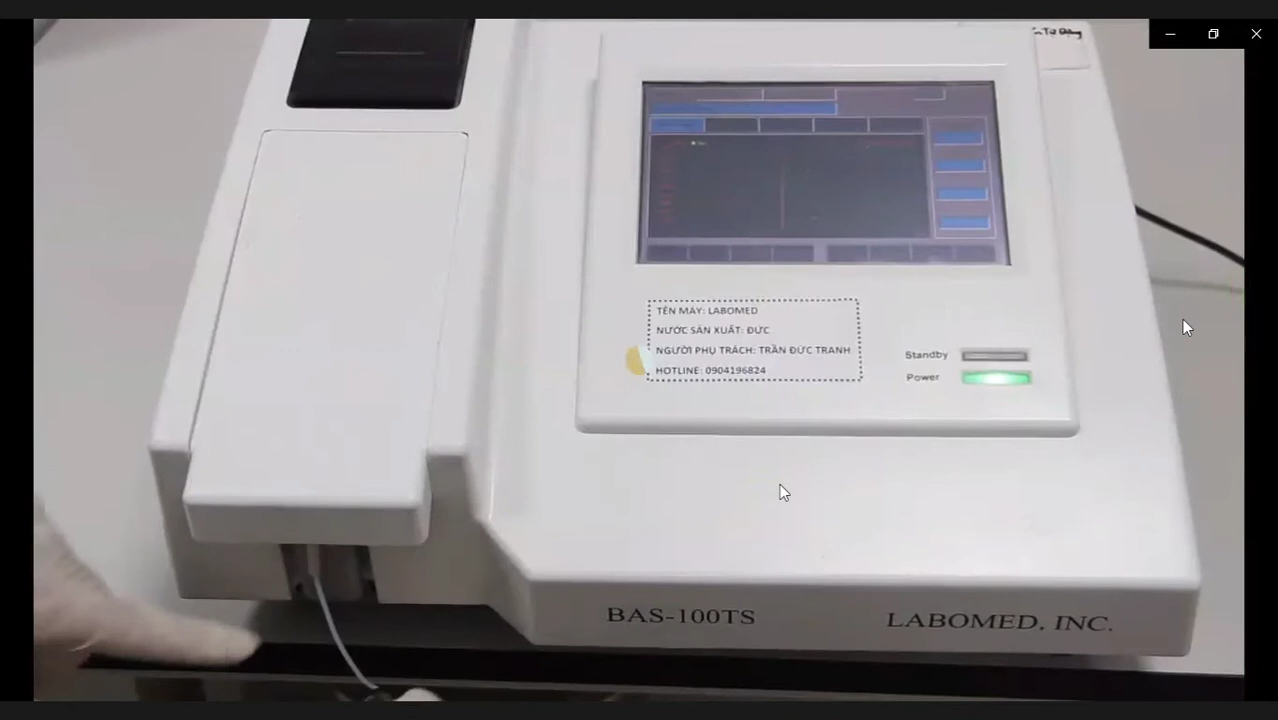 TÊN MÁY: LABOMED
NƯỚC SẢN XUẤT: ĐỨC
NGƯỜI PHỤ TRÁCH: TRẦN ĐỨC TRANH
HOTLINE: 0904196824
Standby
Power
BAS-100TS
LABOMED, INC.